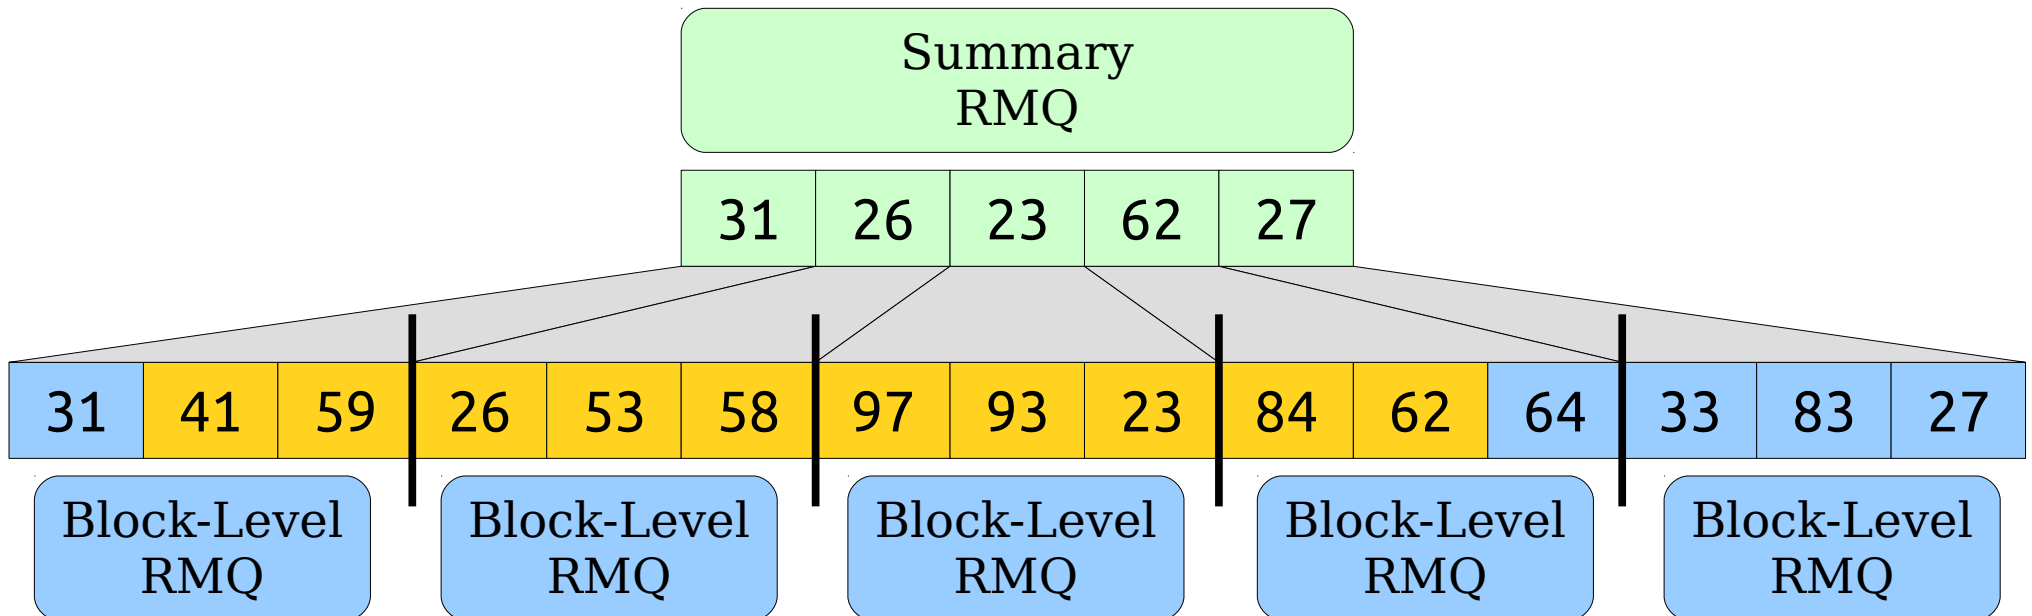 Summary
RMQ
31 26 23 62 27
31 41 59 26 53 58 97 93 23 84 62 64 33 83 27
Block-Level Block-Level Block-Level Block-Level Block-Level
RMQ RMQ RMQ RMQ RMQ